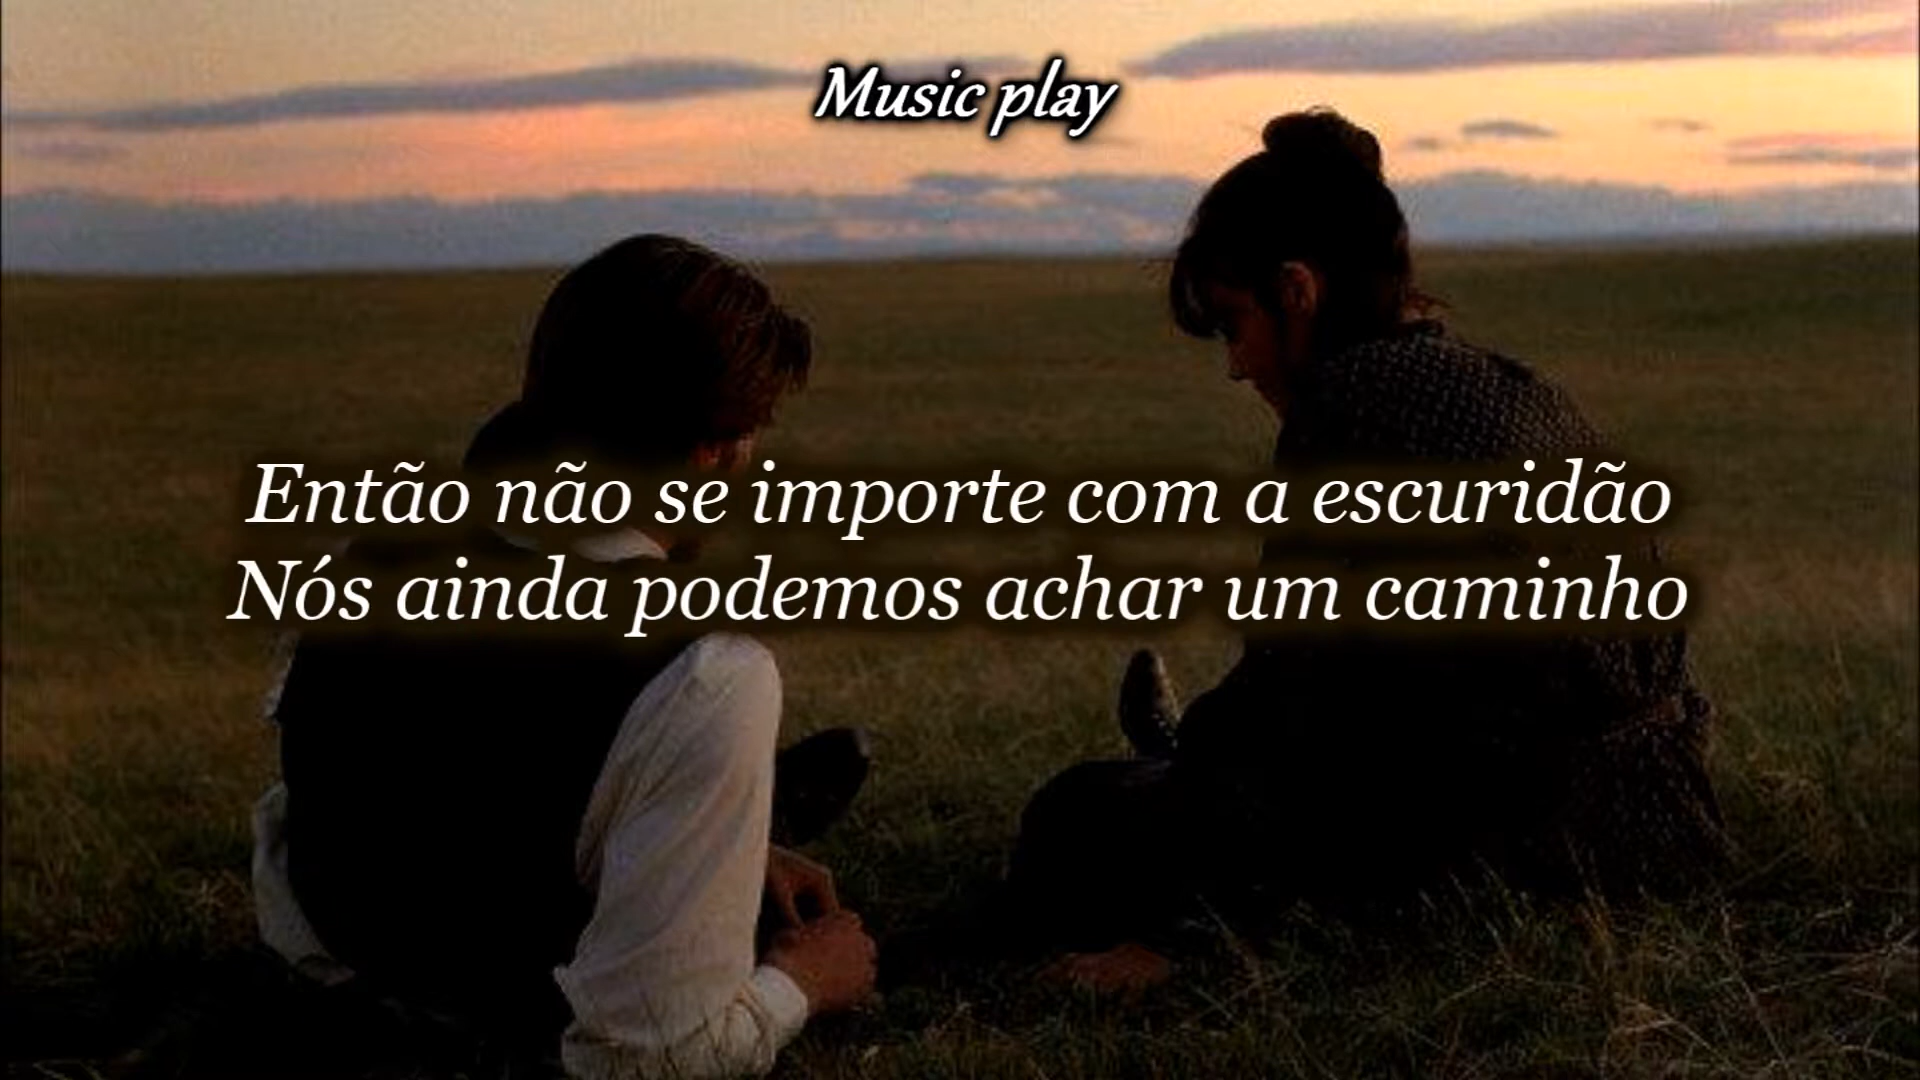 Music play
Então não se importe com a escuridão
Nós ainda podemos achar um caminho